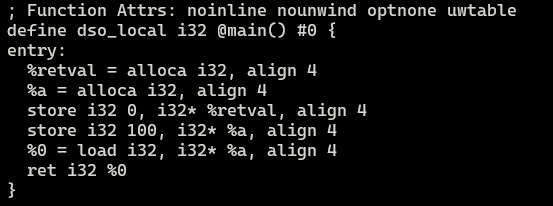 ; Function Attrs: noinline nounwind optnone uwtable
define dso_local i32 @main() #0 {
entry:
  %retval = alloca i32, align 4
  %a = alloca i32, align 4
  store i32 0, i32* %retval, align 4
  store i32 100, i32* %a, align 4
  %0 = load i32, i32* %a, align 4
  ret i32 %0
}